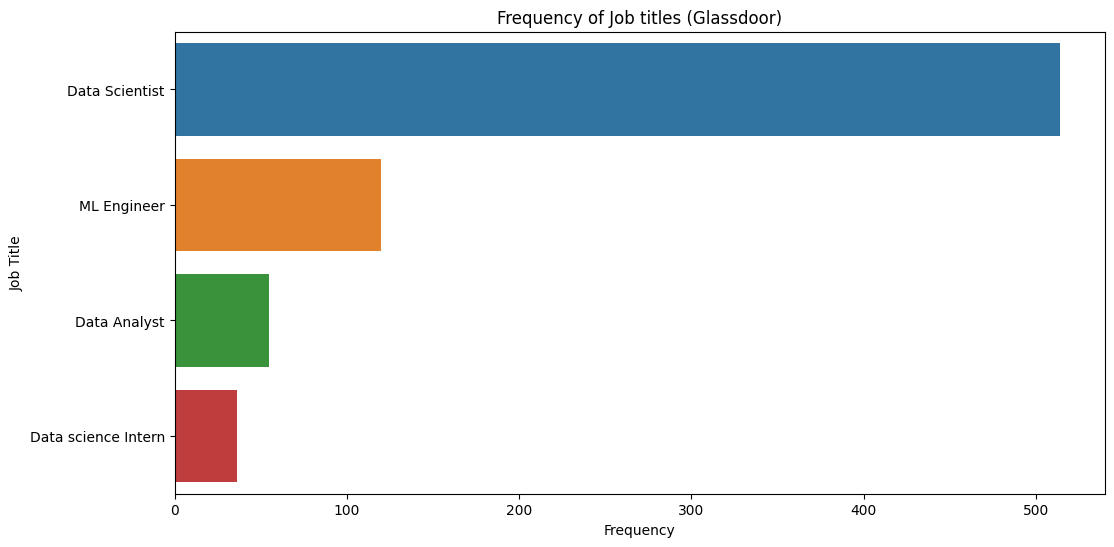 Frequency of Job titles (Glassdoor)
Job Title
Data Scientist
ML Engineer
Data Analyst
Data science Intern
0 100 200 300 400 500
Frequency